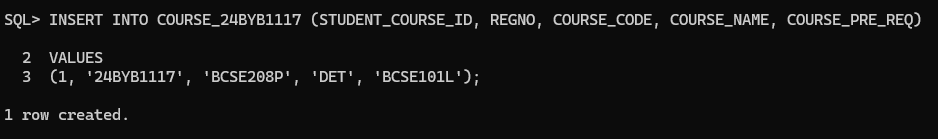 SQL> INSERT INTO COURSE_24BYB1117 (STUDENT_COURSE_ID, REGNO, COURSE_CODE, COURSE_NAME, COURSE_PRE_REQ)
2 VALUES
3 (1, '24BYB1117', 'BCSE208P', 'DET', 'BCSE101L');
1 row created.